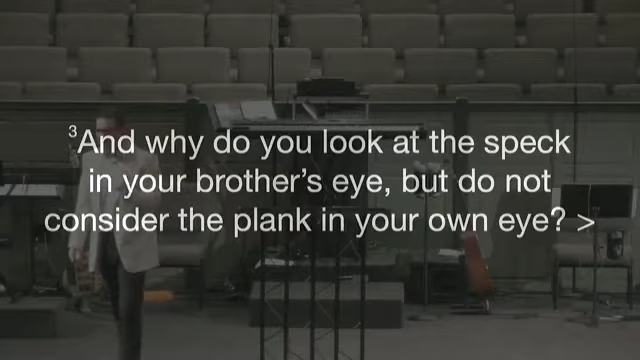 ³And why do you look at the speck
in your brother’s eye, but do not
consider the plank in your own eye? >